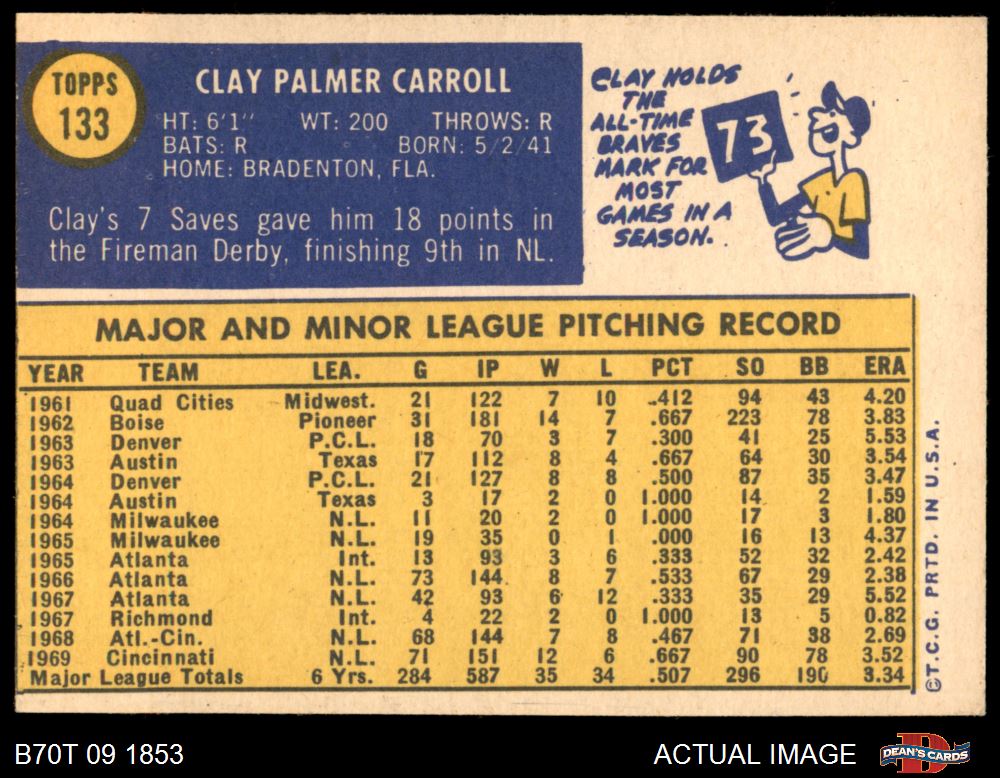 TOPPS
133
CLAY PALMER CARROLL
HT: 6'1" WT: 200 THROWS: R
BATS: R BORN: 5/2/41
HOME: BRADENTON, FLA.
Clay's 7 Saves gave him 18 points in
the Fireman Derby, finishing 9th in NL.
CLAY HOLDS
THE
ALL-TIME
BRAVES
MARK FOR
MOST
GAMES IN A
SEASON.
73
MAJOR AND MINOR LEAGUE PITCHING RECORD
YEAR TEAM LEA. G IP W L PCT SO BB ERA
1961 Quad Cities Midwest. 21 122 7 10 .412 94 43 4.20
1962 Boise Pioneer 31 181 14 7 .667 223 78 3.83
1963 Denver P.C.L. 18 70 3 7 .300 41 25 5.53
1963 Austin Texas 17 112 8 4 .667 64 30 3.54
1964 Denver P.C.L. 21 127 8 8 .500 87 35 3.47
1964 Austin Texas 3 17 2 0 1.000 14 2 1.59
1964 Milwaukee N.L. 11 20 2 0 1.000 17 3 1.80
1965 Milwaukee N.L. 19 35 0 1 .000 16 13 4.37
1965 Atlanta Int. 13 93 3 6 .333 52 32 2.42
1966 Atlanta N.L. 73 144 8 7 .533 67 29 2.38
1967 Atlanta N.L. 42 93 6 12 .333 35 29 5.52
1967 Richmond Int. 4 22 2 0 1.000 13 5 0.82
1968 Atl.-Cin. N.L. 68 144 7 8 .467 71 38 2.69
1969 Cincinnati N.L. 71 151 12 6 .667 90 78 3.52
Major League Totals 6 Yrs. 284 587 35 34 .507 296 190 3.34
©T.C.G. PRTD. IN U.S.A.
B70T 09 1853
ACTUAL IMAGE
DEAN'S CARDS